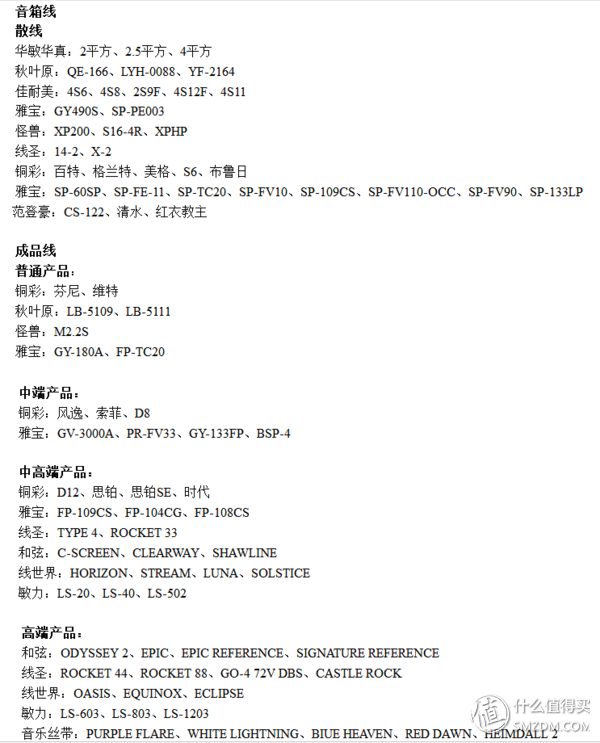 音箱线
散线
华敏华真：2平方、2.5平方、4平方
秋叶原：QE-166、LYH-0088、YF-2164
佳耐美：4S6、4S8、2S9F、4S12F、4S11
雅宝：GY490S、SP-PE003
怪兽：XP200、S16-4R、XPHP
线圣：14-2、X-2
铜彩：百特、格兰特、美格、S6、布鲁日
雅宝：SP-60SP、SP-FE-11、SP-TC20、SP-FV10、SP-109CS、SP-FV110-OCC、SP-FV90、SP-133LP
范登豪：CS-122、清水、红衣教主
成品线
普通产品：
铜彩：芬尼、维特
秋叶原：LB-5109、LB-5111
怪兽：M2.2S
雅宝：GY-180A、FP-TC20
中端产品：
铜彩：风逸、索菲、D8
雅宝：GV-3000A、PR-FV33、GY-133FP、BSP-4
中高端产品：
铜彩：D12、思铂、思铂SE、时代
雅宝：FP-109CS、FP-104CG、FP-108CS
线圣：TYPE 4、ROCKET 33
和弦：C-SCREEN、CLEARWAY、SHAWLINE
线世界：HORIZON、STREAM、LUNA、SOLSTICE
敏力：LS-20、LS-40、LS-502
高端产品：
和弦：ODYSSEY 2、EPIC、EPIC REFERENCE、SIGNATURE REFERENCE
线圣：ROCKET 44、ROCKET 88、GO-4 72V DBS、CASTLE ROCK
线世界：OASIS、EQUINOX、ECLIPSE
敏力：LS-603、LS-803、LS-1203
音乐丝带：PURPLE FLARE、WHITE LIGHTNING、BIUE HEAVEN、RED DAWN、HEIMDALL 2
值 什么值得买
SMZDM.COM